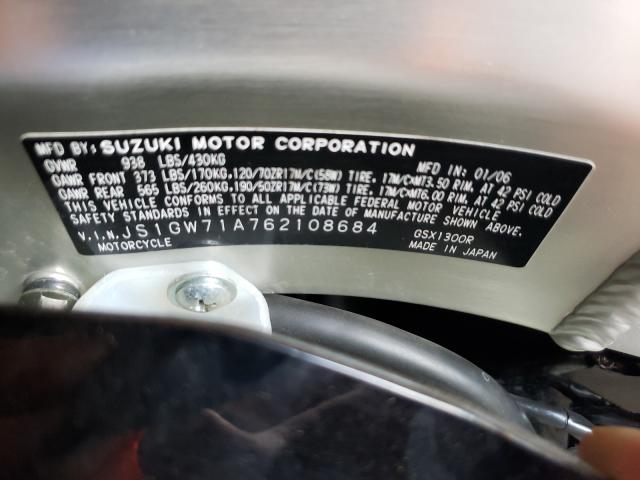 MFD BY: SUZUKI MOTOR CORPORATION
GVWR 938 LBS/430KG MFD IN: 01/06
GAWR FRONT 373 LBS/170KG,120/70ZR17M/C(58W) TIRE, 17M/CxMT3.50 RIM, AT 42 PSI COLD
GAWR REAR 565 LBS/260KG,190/50ZR17M/C(73W) TIRE, 17M/CxMT6.00 RIM, AT 42 PSI COLD
THIS VEHICLE CONFORMS TO ALL APPLICABLE FEDERAL MOTOR VEHICLE
SAFETY STANDARDS IN EFFECT ON THE DATE OF MANUFACTURE SHOWN ABOVE.
V.I.N. JS1GW71A762108684 GSX1300R
MOTORCYCLE MADE IN JAPAN